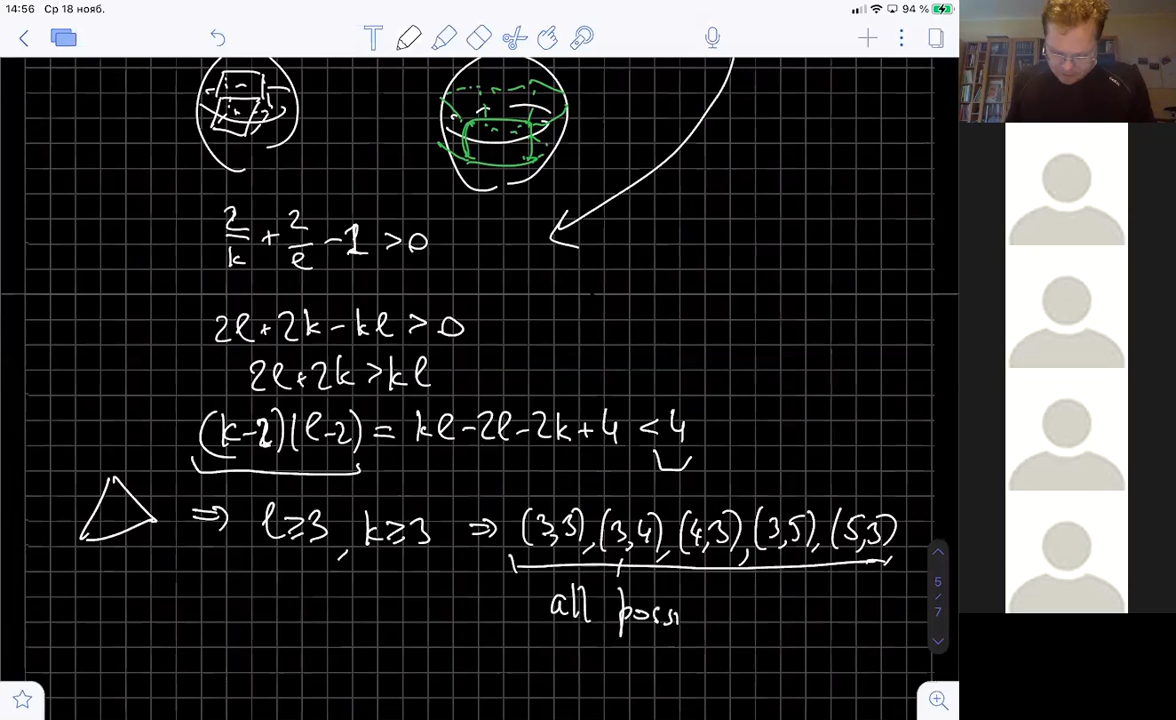 14:56 Ср 18 нояб.
94 %
2/k + 2/l - 1 > 0
2l + 2k - kl > 0
2l + 2k > kl
(k-2)(l-2) = kl - 2l - 2k + 4 < 4
⇒ l ≥ 3, k ≥ 3 ⇒ (3,3), (3,4), (4,3), (3,5), (5,3)
all poss
5 / 7